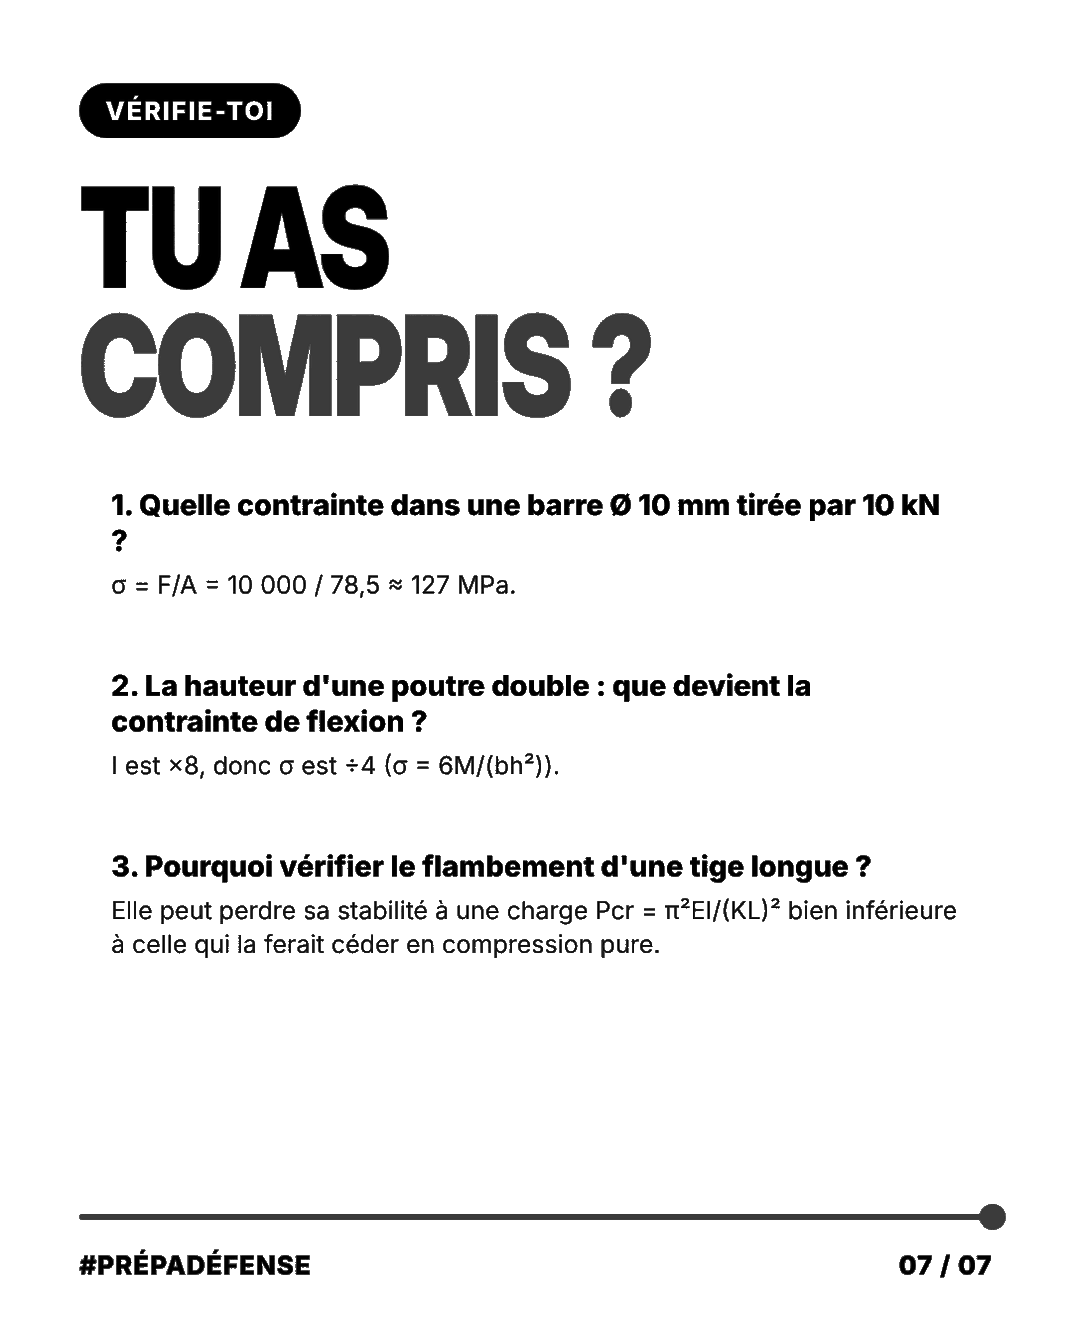 VÉRIFIE-TOI
TU AS
COMPRIS ?
1. Quelle contrainte dans une barre Ø 10 mm tirée par 10 kN
?
σ = F/A = 10 000 / 78,5 ≈ 127 MPa.
2. La hauteur d'une poutre double : que devient la
contrainte de flexion ?
I est ×8, donc σ est ÷4 (σ = 6M/(bh²)).
3. Pourquoi vérifier le flambement d'une tige longue ?
Elle peut perdre sa stabilité à une charge Pcr = π²EI/(KL)² bien inférieure
à celle qui la ferait céder en compression pure.
#PRÉPADÉFENSE
07 / 07